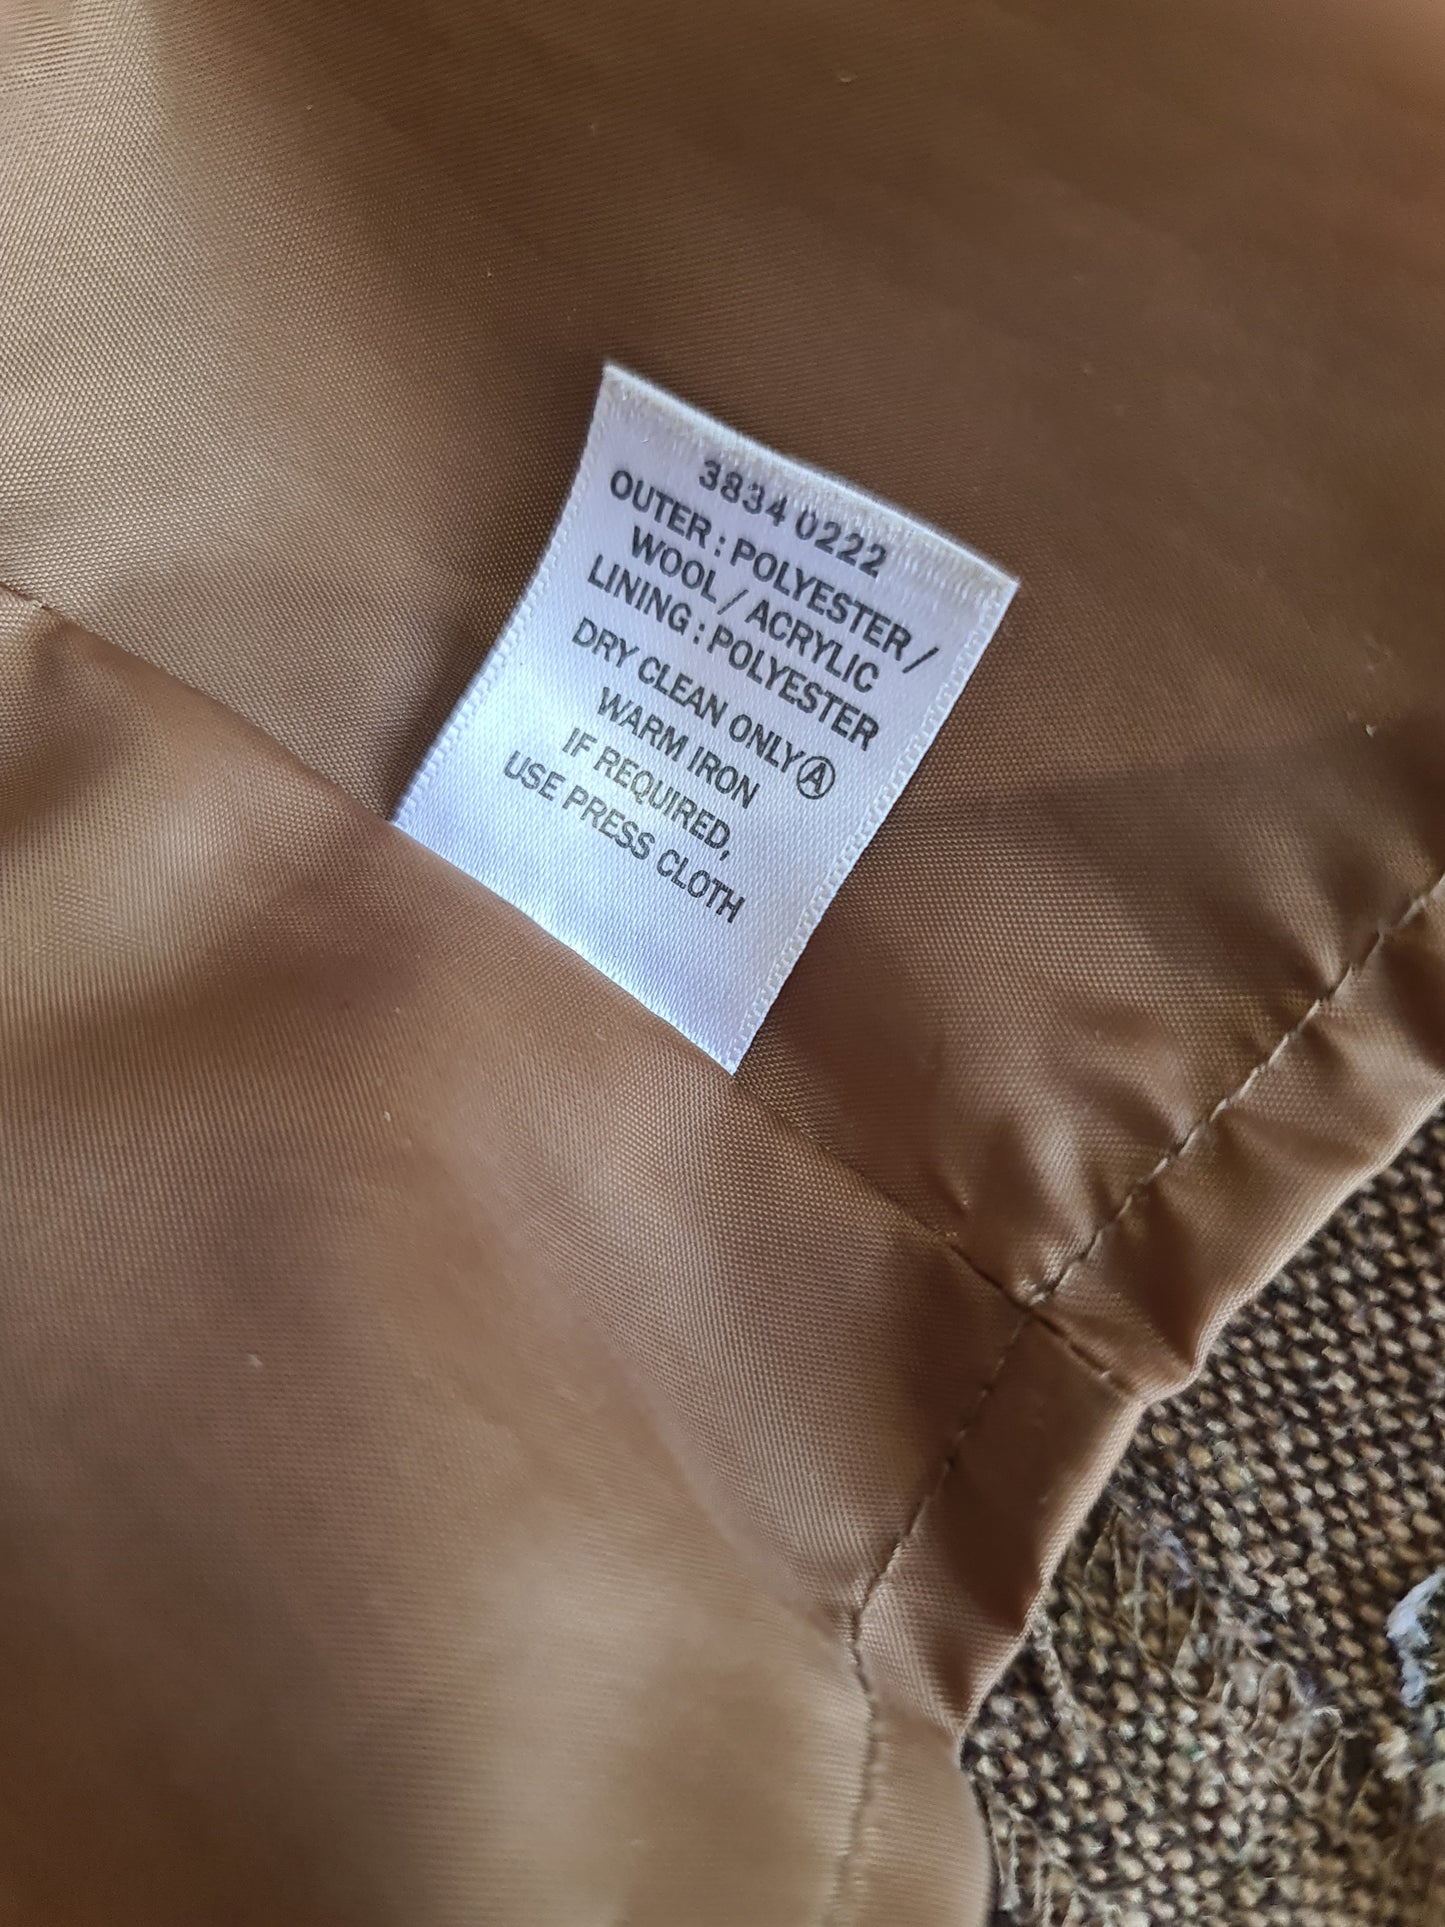 3834 0222
OUTER : POLYESTER /
WOOL / ACRYLIC
LINING : POLYESTER
DRY CLEAN ONLY Ⓐ
WARM IRON
IF REQUIRED,
USE PRESS CLOTH